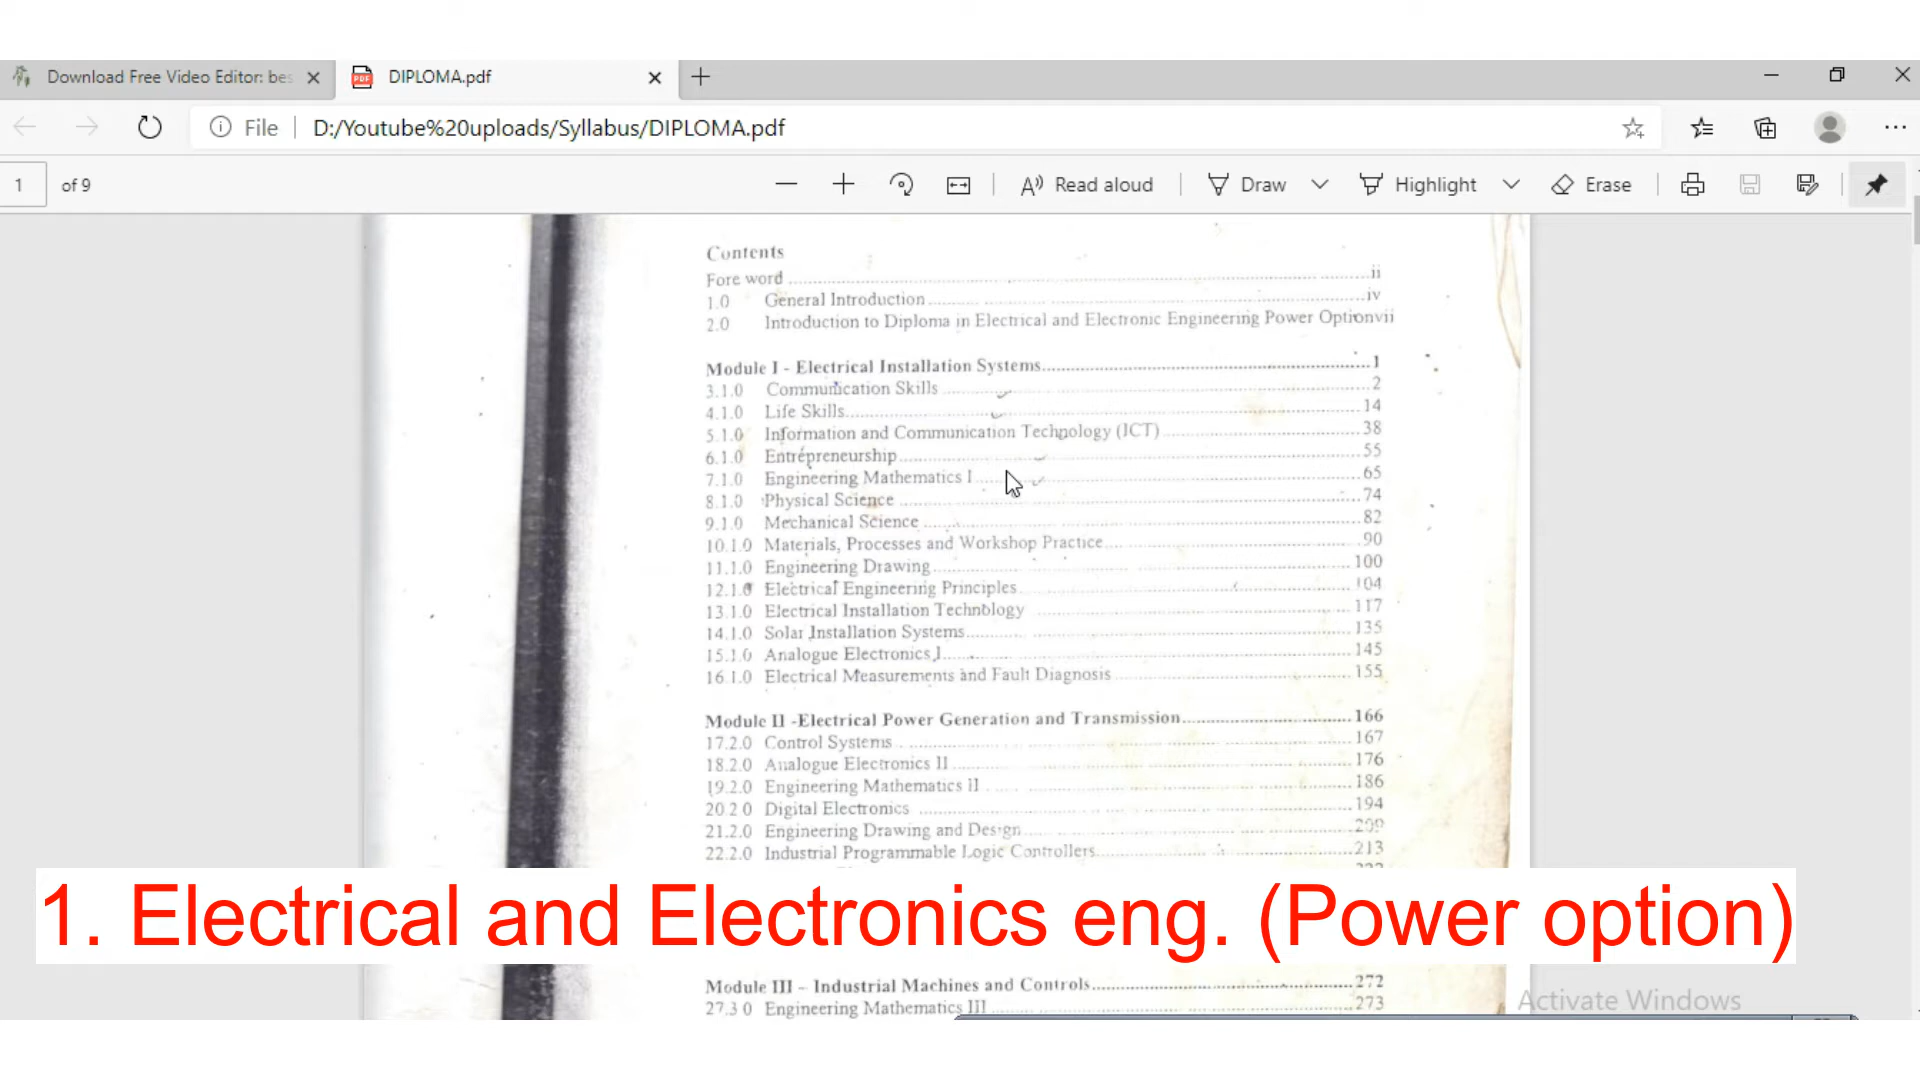 Download Free Video Editor: bes
DIPLOMA.pdf
File
D:/Youtube%20uploads/Syllabus/DIPLOMA.pdf
1 of 9
Read aloud
Draw
Highlight
Erase
Contents
Fore word ii
1.0 General Introduction iv
2.0 Introduction to Diploma in Electrical and Electronic Engineering Power Option vii
Module I - Electrical Installation Systems 1
3.1.0 Communication Skills 2
4.1.0 Life Skills 14
5.1.0 Information and Communication Technology (ICT) 38
6.1.0 Entrepreneurship 55
7.1.0 Engineering Mathematics I 65
8.1.0 Physical Science 74
9.1.0 Mechanical Science 82
10.1.0 Materials, Processes and Workshop Practice 90
11.1.0 Engineering Drawing 100
12.1.0 Electrical Engineering Principles 104
13.1.0 Electrical Installation Technology 117
14.1.0 Solar Installation Systems 135
15.1.0 Analogue Electronics I 145
16.1.0 Electrical Measurements and Fault Diagnosis 155
Module II -Electrical Power Generation and Transmission 166
17.2.0 Control Systems 167
18.2.0 Analogue Electronics II 176
19.2.0 Engineering Mathematics II 186
20.2 0 Digital Electronics 194
21.2.0 Engineering Drawing and Design 209
22.2.0 Industrial Programmable Logic Controllers 213
1. Electrical and Electronics eng. (Power option)
Module III – Industrial Machines and Controls 272
27.3 0 Engineering Mathematics III 273
Activate Windows